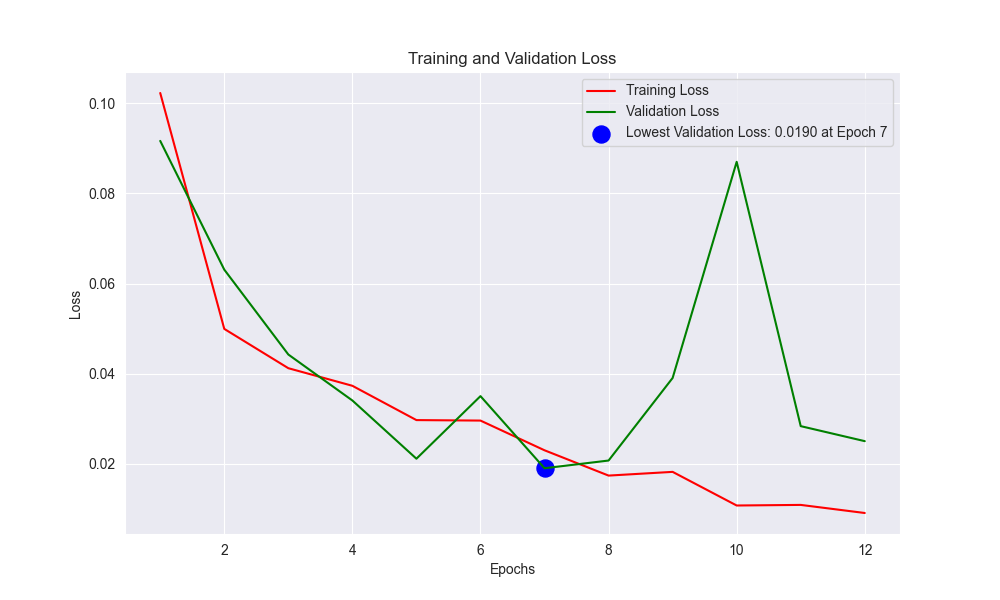 Training and Validation Loss
Training Loss
Validation Loss
Lowest Validation Loss: 0.0190 at Epoch 7
0.10
0.08
0.06
0.04
0.02
Loss
2 4 6 8 10 12
Epochs